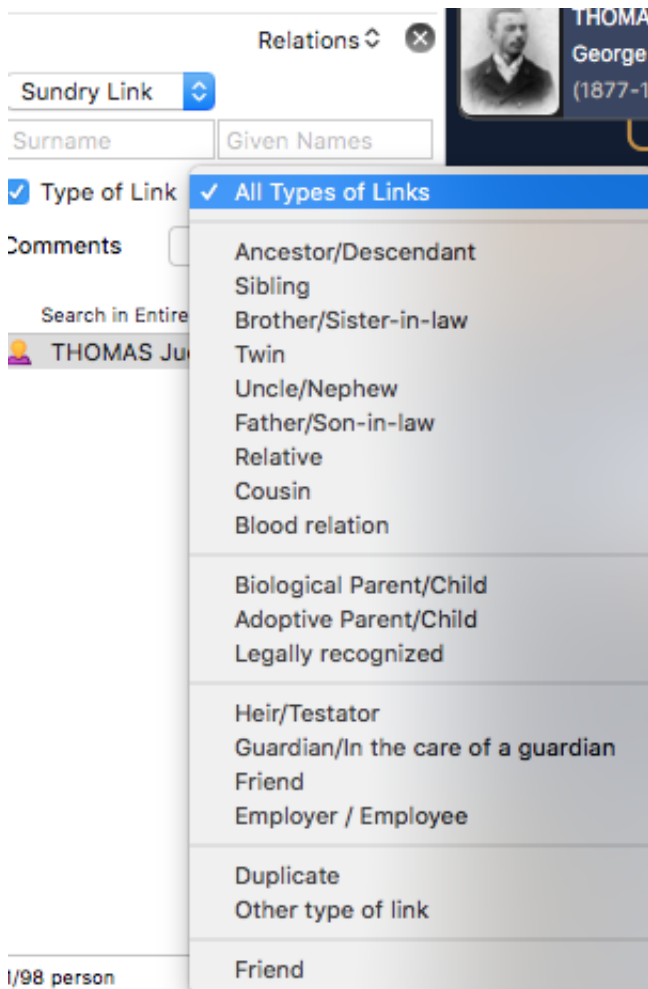 Relations
THOMA
George
(1877-1
Sundry Link
Surname
Given Names
Type of Link
All Types of Links
Comments
Ancestor/Descendant
Sibling
Search in Entire
Brother/Sister-in-law
THOMAS Ju
Twin
Uncle/Nephew
Father/Son-in-law
Relative
Cousin
Blood relation
Biological Parent/Child
Adoptive Parent/Child
Legally recognized
Heir/Testator
Guardian/In the care of a guardian
Friend
Employer / Employee
Duplicate
Other type of link
Friend
1/98 person